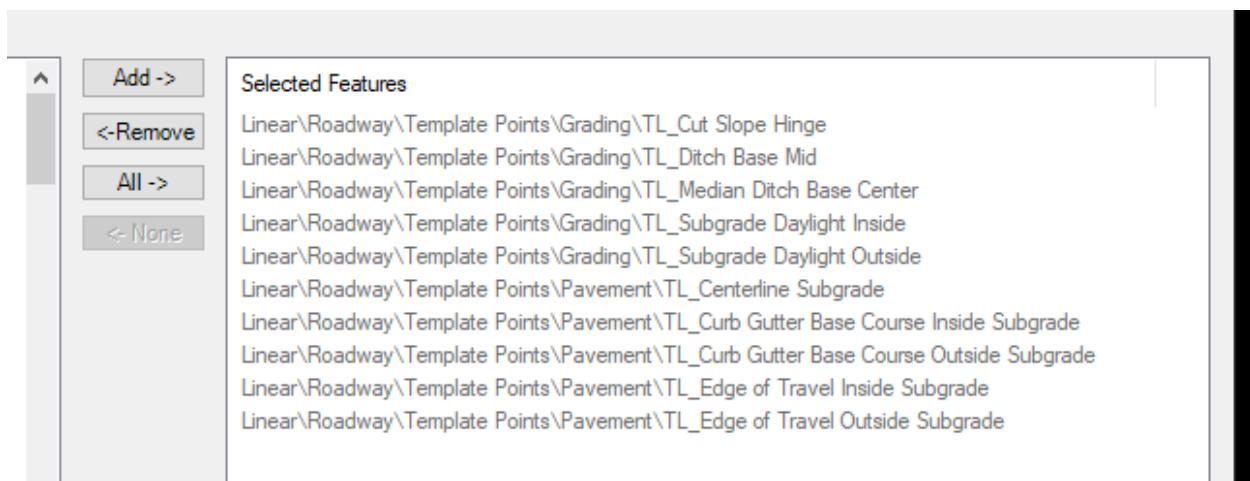 Add ->
<-Remove
All ->
<- None
Selected Features
Linear\Roadway\Template Points\Grading\TL_Cut Slope Hinge
Linear\Roadway\Template Points\Grading\TL_Ditch Base Mid
Linear\Roadway\Template Points\Grading\TL_Median Ditch Base Center
Linear\Roadway\Template Points\Grading\TL_Subgrade Daylight Inside
Linear\Roadway\Template Points\Grading\TL_Subgrade Daylight Outside
Linear\Roadway\Template Points\Pavement\TL_Centerline Subgrade
Linear\Roadway\Template Points\Pavement\TL_Curb Gutter Base Course Inside Subgrade
Linear\Roadway\Template Points\Pavement\TL_Curb Gutter Base Course Outside Subgrade
Linear\Roadway\Template Points\Pavement\TL_Edge of Travel Inside Subgrade
Linear\Roadway\Template Points\Pavement\TL_Edge of Travel Outside Subgrade